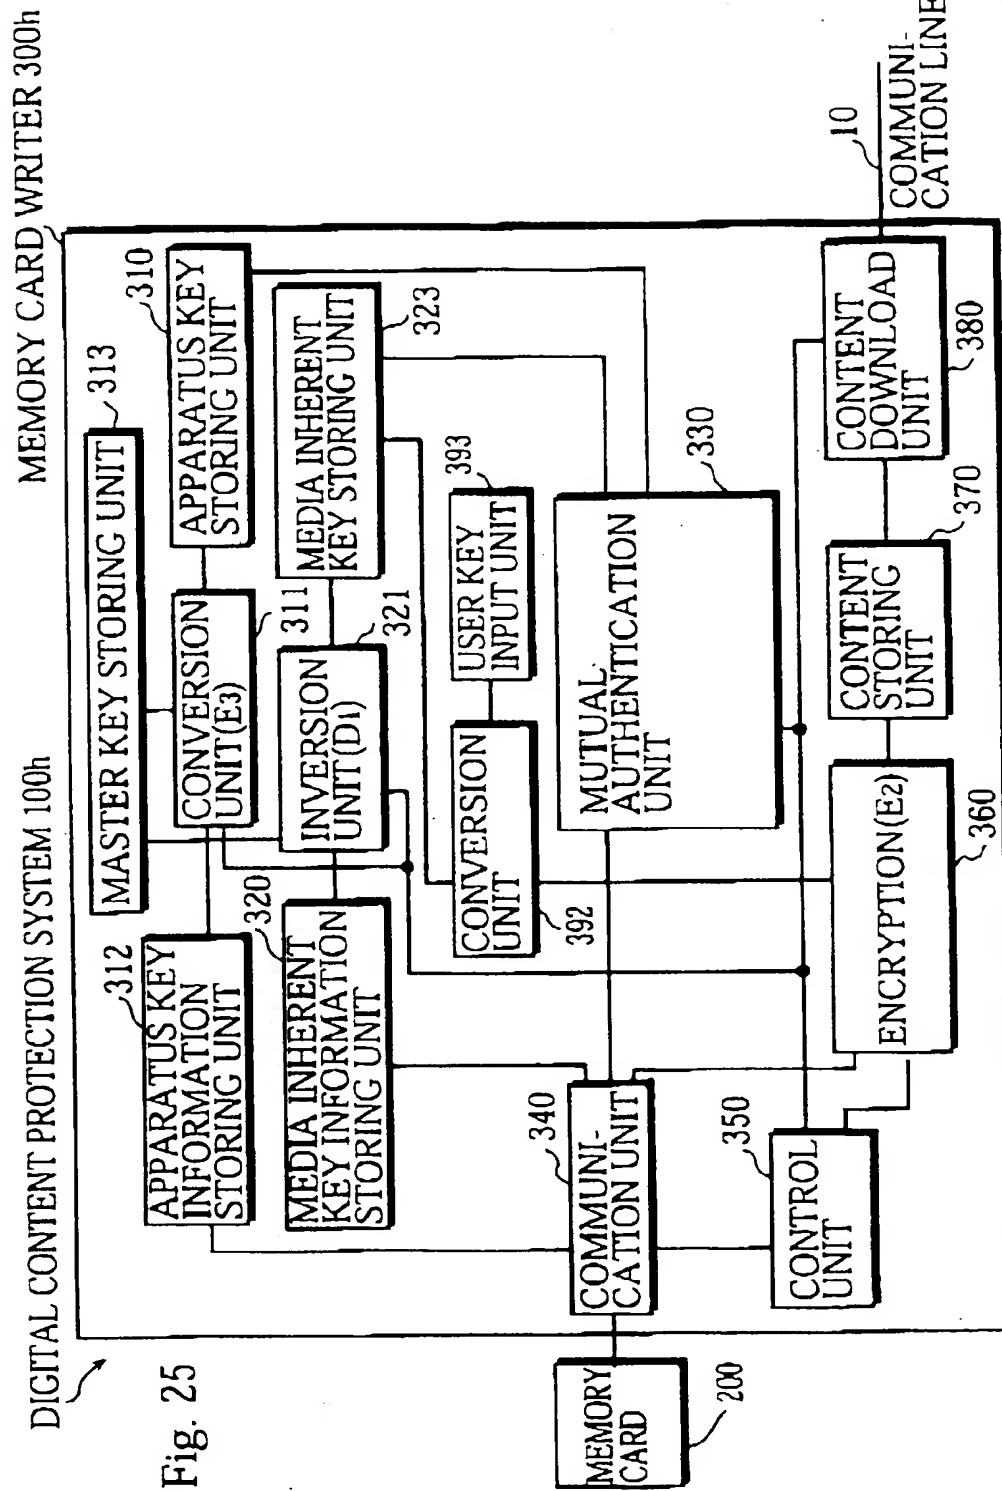 DIGITAL CONTENT PROTECTION SYSTEM 100h
MEMORY CARD WRITER 300h
Fig. 25
MASTER KEY STORING UNIT
313
APPARATUS KEY
INFORMATION
STORING UNIT
312
CONVERSION
UNIT(E3)
311
APPARATUS KEY
STORING UNIT
310
MEDIA INHERENT
KEY INFORMATION
STORING UNIT
320
INVERSION
UNIT(D1)
321
MEDIA INHERENT
KEY STORING UNIT
323
CONVERSION
UNIT
392
USER KEY
INPUT UNIT
393
MEMORY
CARD
200
COMMUNI-
CATION UNIT
340
MUTUAL
AUTHENTICATION
UNIT
330
CONTROL
UNIT
350
ENCRYPTION(E2)
360
CONTENT
STORING
UNIT
370
CONTENT
DOWNLOAD
UNIT
380
10
COMMUNI-
CATION LINE